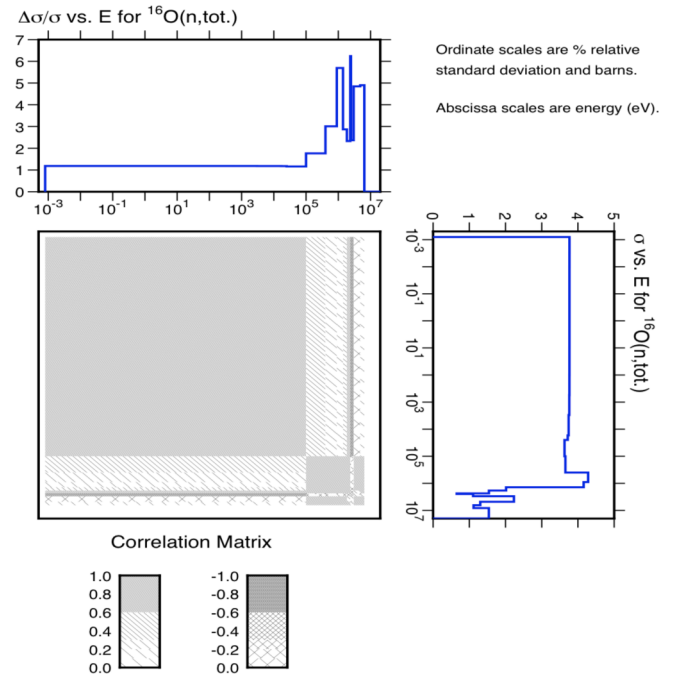 Δσ/σ vs. E for ¹⁶O(n,tot.)
Ordinate scales are % relative
standard deviation and barns.
Abscissa scales are energy (eV).
7
6
5
4
3
2
1
0
10⁻³ 10⁻¹ 10¹ 10³ 10⁵ 10⁷
0 1 2 3 4 5
σ vs. E for ¹⁶O(n,tot.)
10⁻³
10⁻¹
10¹
10³
10⁵
10⁷
Correlation Matrix
1.0 -1.0
0.8 -0.8
0.6 -0.6
0.4 -0.4
0.2 -0.2
0.0 0.0